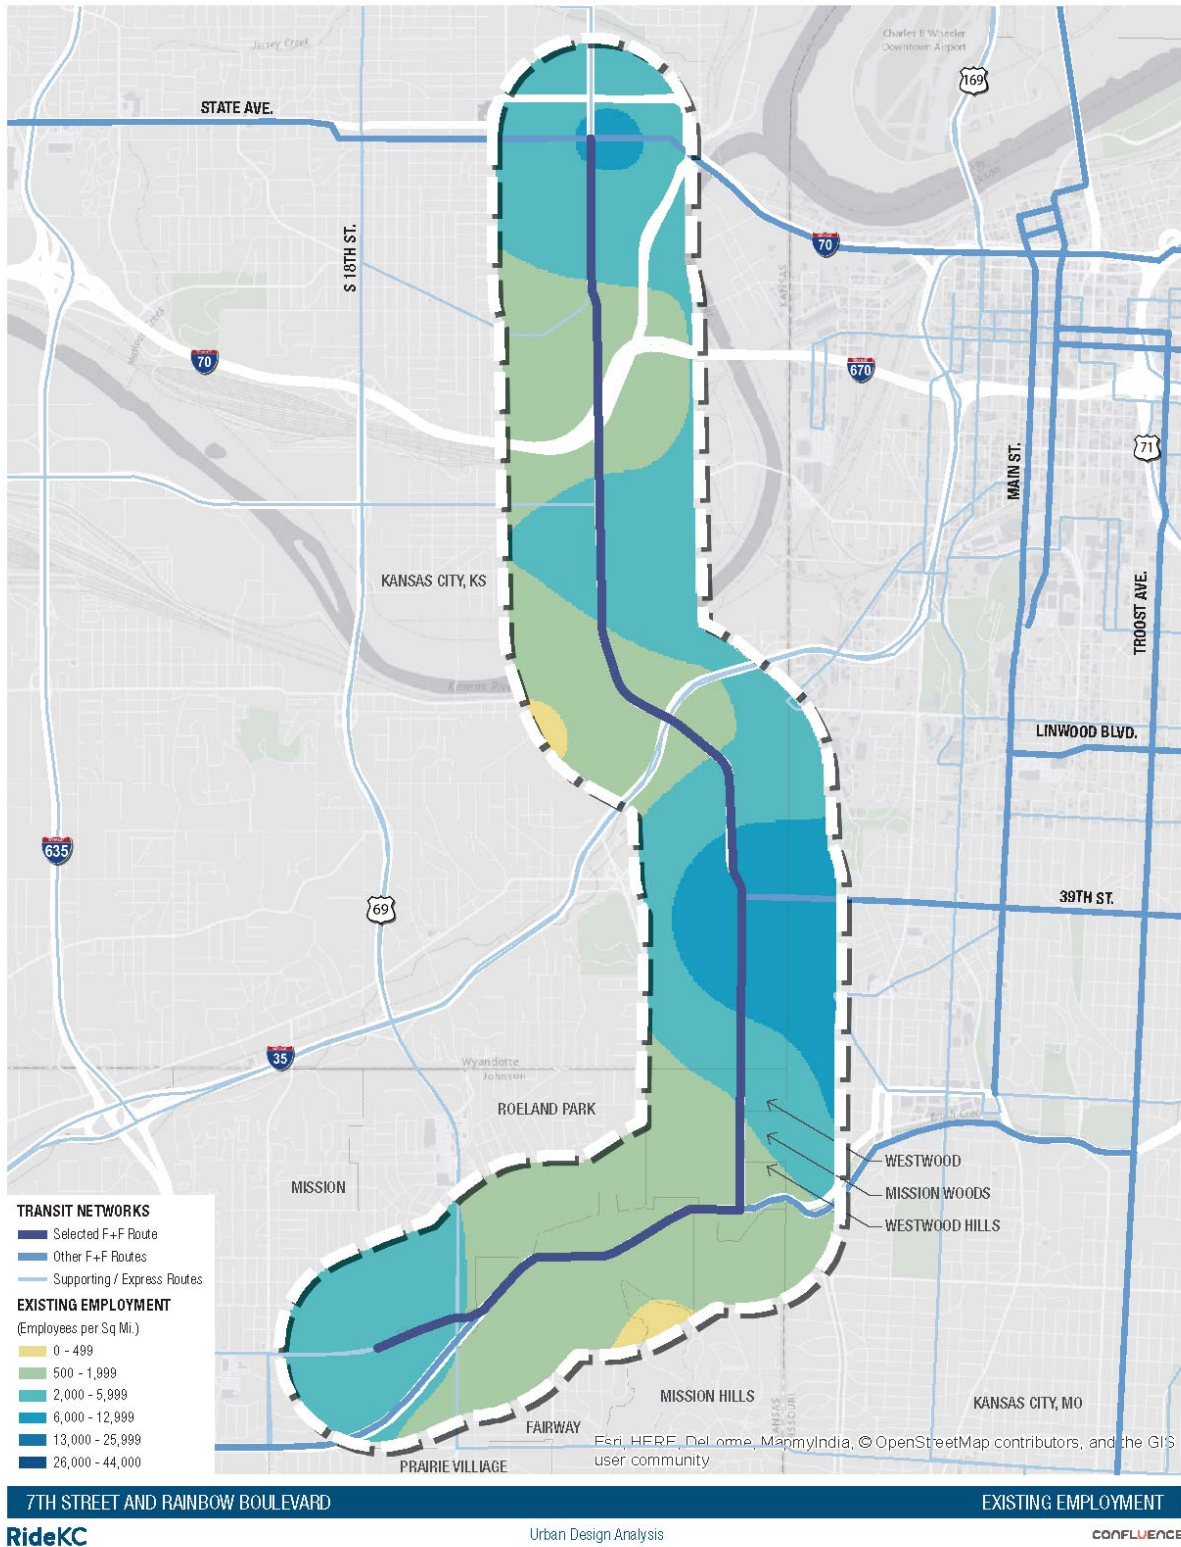 Jersey Creek
Charles B Wheeler
Downtown Airport
169
STATE AVE.
S 18TH ST.
70
KANSAS
70
670
MAIN ST.
71
KANSAS CITY, KS
TROOST AVE.
Kansas River
LINWOOD BLVD.
635
39TH ST.
69
35
Wyandotte
Johnson
ROELAND PARK
WESTWOOD
MISSION
MISSION WOODS
WESTWOOD HILLS
TRANSIT NETWORKS
Selected F+F Route
Other F+F Routes
Supporting / Express Routes
EXISTING EMPLOYMENT
(Employees per Sq Mi.)
0 - 499
500 - 1,999
2,000 - 5,999
6,000 - 12,999
13,000 - 25,999
26,000 - 44,000
MISSION HILLS
KANSAS
MISSOURI
KANSAS CITY, MO
FAIRWAY
PRAIRIE VILLIAGE
Esri, HERE, DeLorme, MapmyIndia, © OpenStreetMap contributors, and the GIS
user community
7TH STREET AND RAINBOW BOULEVARD
EXISTING EMPLOYMENT
RideKC
Urban Design Analysis
CONFLUENCE